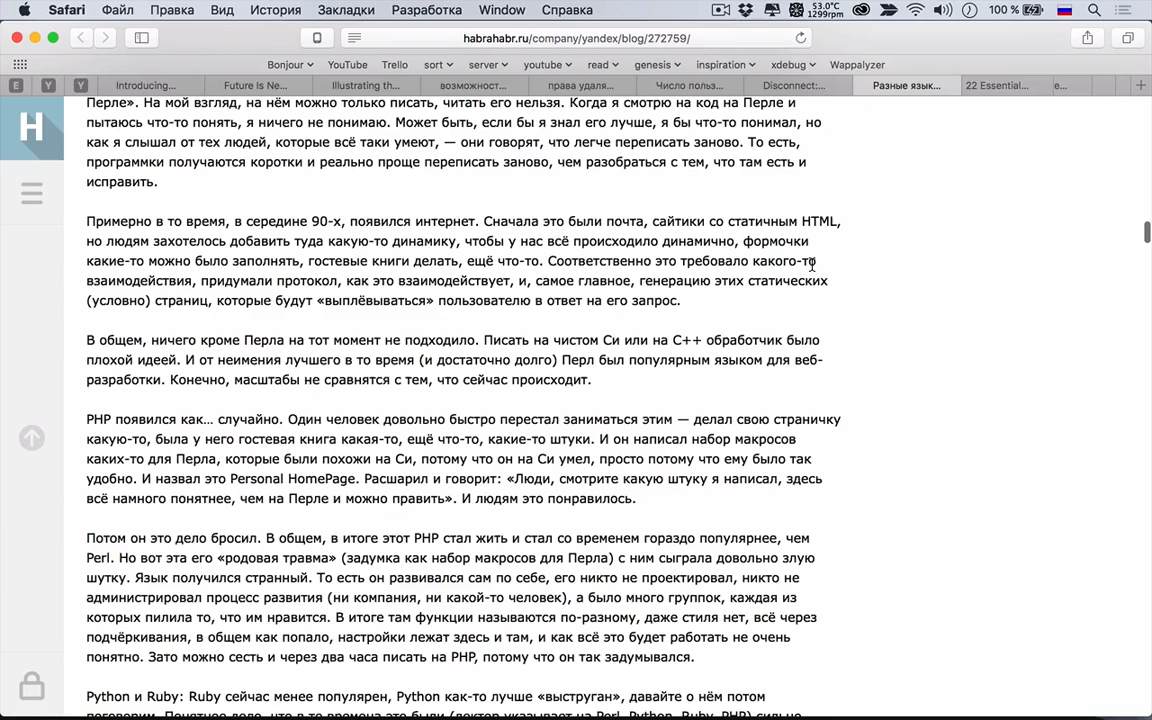 Safari Файл Правка Вид История Закладки Разработка Window Справка 53.0°C 1299rpm 100 %
habrahabr.ru/company/yandex/blog/272759/
Bonjour YouTube Trello sort server youtube read genesis inspiration xdebug Wappalyzer
E Y Y Introducing... Future Is Ne... Illustrating th... возможност... права удаля... Число польз... Disconnect:... Разные язык... 22 Essential... е...
H
Перле». На мой взгляд, на нём можно только писать, читать его нельзя. Когда я смотрю на код на Перле и
пытаюсь что-то понять, я ничего не понимаю. Может быть, если бы я знал его лучше, я бы что-то понимал, но
как я слышал от тех людей, которые всё таки умеют, — они говорят, что легче переписать заново. То есть,
программки получаются коротки и реально проще переписать заново, чем разобраться с тем, что там есть и
исправить.
Примерно в то время, в середине 90-х, появился интернет. Сначала это были почта, сайтики со статичным HTML,
но людям захотелось добавить туда какую-то динамику, чтобы у нас всё происходило динамично, формочки
какие-то можно было заполнять, гостевые книги делать, ещё что-то. Соответственно это требовало какого-то
взаимодействия, придумали протокол, как это взаимодействует, и, самое главное, генерацию этих статических
(условно) страниц, которые будут «выплёвываться» пользователю в ответ на его запрос.
В общем, ничего кроме Перла на тот момент не подходило. Писать на чистом Си или на С++ обработчик было
плохой идеей. И от неимения лучшего в то время (и достаточно долго) Перл был популярным языком для веб-
разработки. Конечно, масштабы не сравнятся с тем, что сейчас происходит.
PHP появился как... случайно. Один человек довольно быстро перестал заниматься этим — делал свою страничку
какую-то, была у него гостевая книга какая-то, ещё что-то, какие-то штуки. И он написал набор макросов
каких-то для Перла, которые были похожи на Си, потому что он на Си умел, просто потому что ему было так
удобно. И назвал это Personal HomePage. Расшарил и говорит: «Люди, смотрите какую штуку я написал, здесь
всё намного понятнее, чем на Перле и можно править». И людям это понравилось.
Потом он это дело бросил. В общем, в итоге этот PHP стал жить и стал со временем гораздо популярнее, чем
Perl. Но вот эта его «родовая травма» (задумка как набор макросов для Перла) с ним сыграла довольно злую
шутку. Язык получился странный. То есть он развивался сам по себе, его никто не проектировал, никто не
администрировал процесс развития (ни компания, ни какой-то человек), а было много группок, каждая из
которых пилила то, что им нравится. В итоге там функции называются по-разному, даже стиля нет, всё через
подчёркивания, в общем как попало, настройки лежат здесь и там, и как всё это будет работать не очень
понятно. Зато можно сесть и через два часа писать на PHP, потому что он так задумывался.
Python и Ruby: Ruby сейчас менее популярен, Python как-то лучше «выструган», давайте о нём потом
поговорим. Понятное дело, что в те времена это были (доктор указывает на Perl, Python, Ruby, PHP) сильно